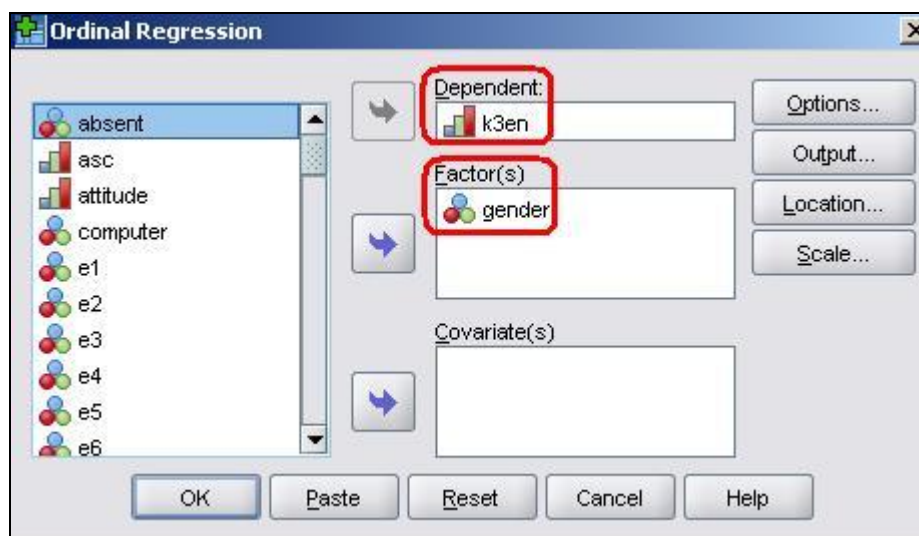 Ordinal Regression
absent
asc
attitude
computer
e1
e2
e3
e4
e5
e6
Dependent:
k3en
Factor(s)
gender
Covariate(s)
Options...
Output...
Location...
Scale...
OK
Paste
Reset
Cancel
Help